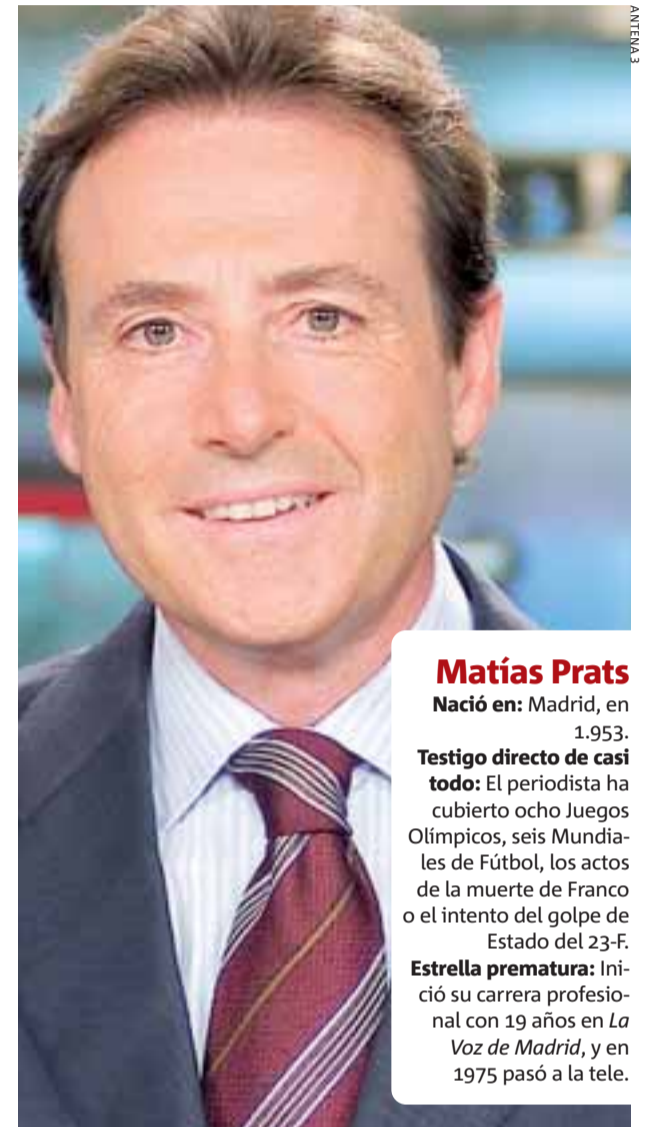 ANTENA 3
Matías Prats
Nació en: Madrid, en
1.953.
Testigo directo de casi
todo: El periodista ha
cubierto ocho Juegos
Olímpicos, seis Mundia-
les de Fútbol, los actos
de la muerte de Franco
o el intento del golpe de
Estado del 23-F.
Estrella prematura: Ini-
ció su carrera profesio-
nal con 19 años en La
Voz de Madrid, y en
1975 pasó a la tele.